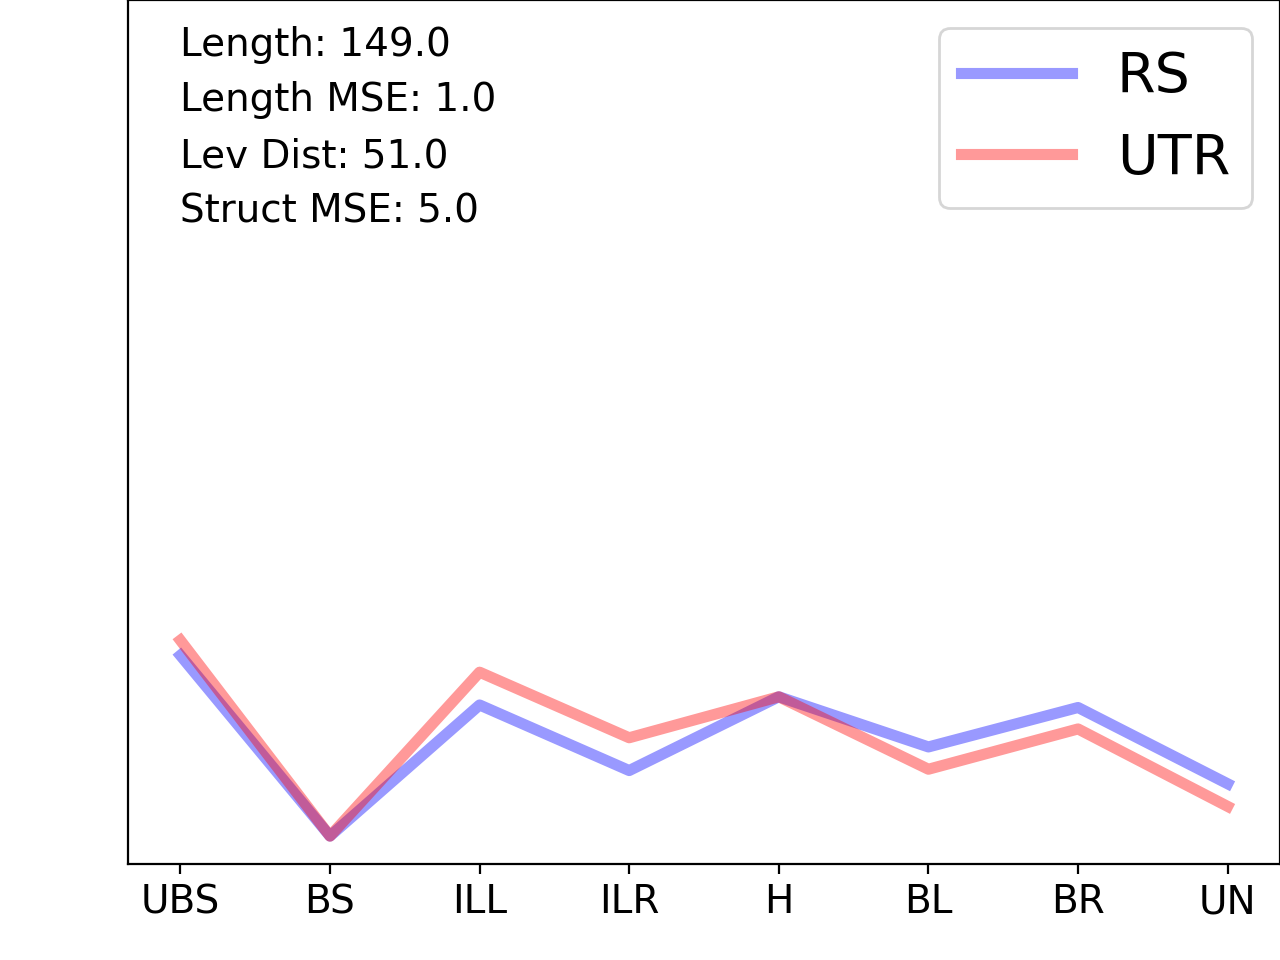 Length: 149.0
Length MSE: 1.0
Lev Dist: 51.0
Struct MSE: 5.0
RS
UTR
UBS BS ILL ILR H BL BR UN